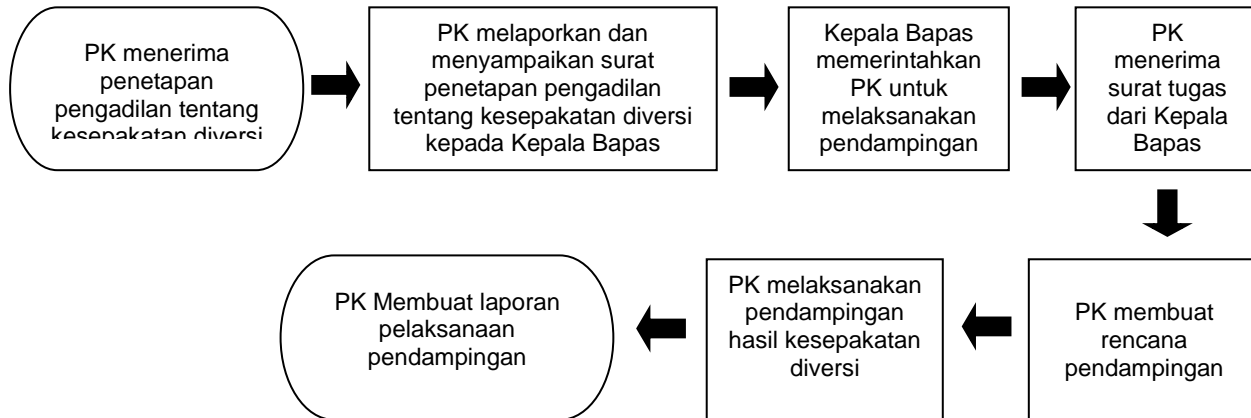 PK menerima
penetapan
pengadilan tentang
kesepakatan diversi
PK melaporkan dan
menyampaikan surat
penetapan pengadilan
tentang kesepakatan diversi
kepada Kepala Bapas
Kepala Bapas
memerintahkan
PK untuk
melaksanakan
pendampingan
PK
menerima
surat tugas
dari Kepala
Bapas
PK membuat
rencana
pendampingan
PK melaksanakan
pendampingan
hasil kesepakatan
diversi
PK Membuat laporan
pelaksanaan
pendampingan